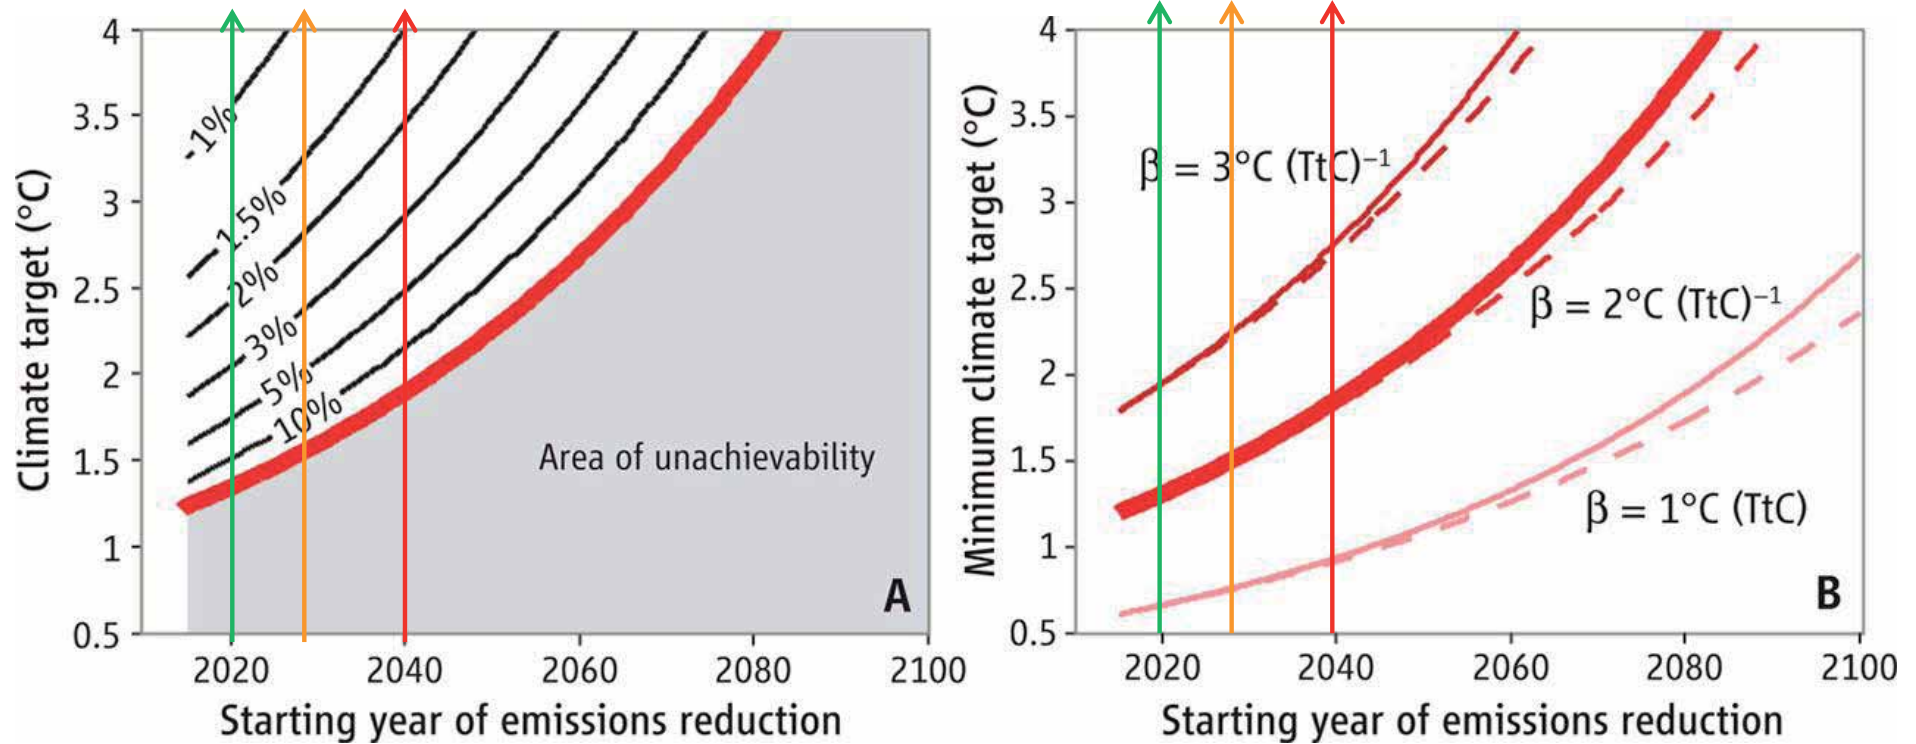 4
3.5
3
2.5
2
1.5
1
0.5
Climate target (°C)
-1%
1.5%
2%
3%
5%
10%
Area of unachievability
A
2020 2040 2060 2080 2100
Starting year of emissions reduction
4
3.5
3
2.5
2
1.5
1
0.5
Minimum climate target (°C)
β = 3°C (TtC)⁻¹
β = 2°C (TtC)⁻¹
β = 1°C (TtC)
B
2020 2040 2060 2080 2100
Starting year of emissions reduction